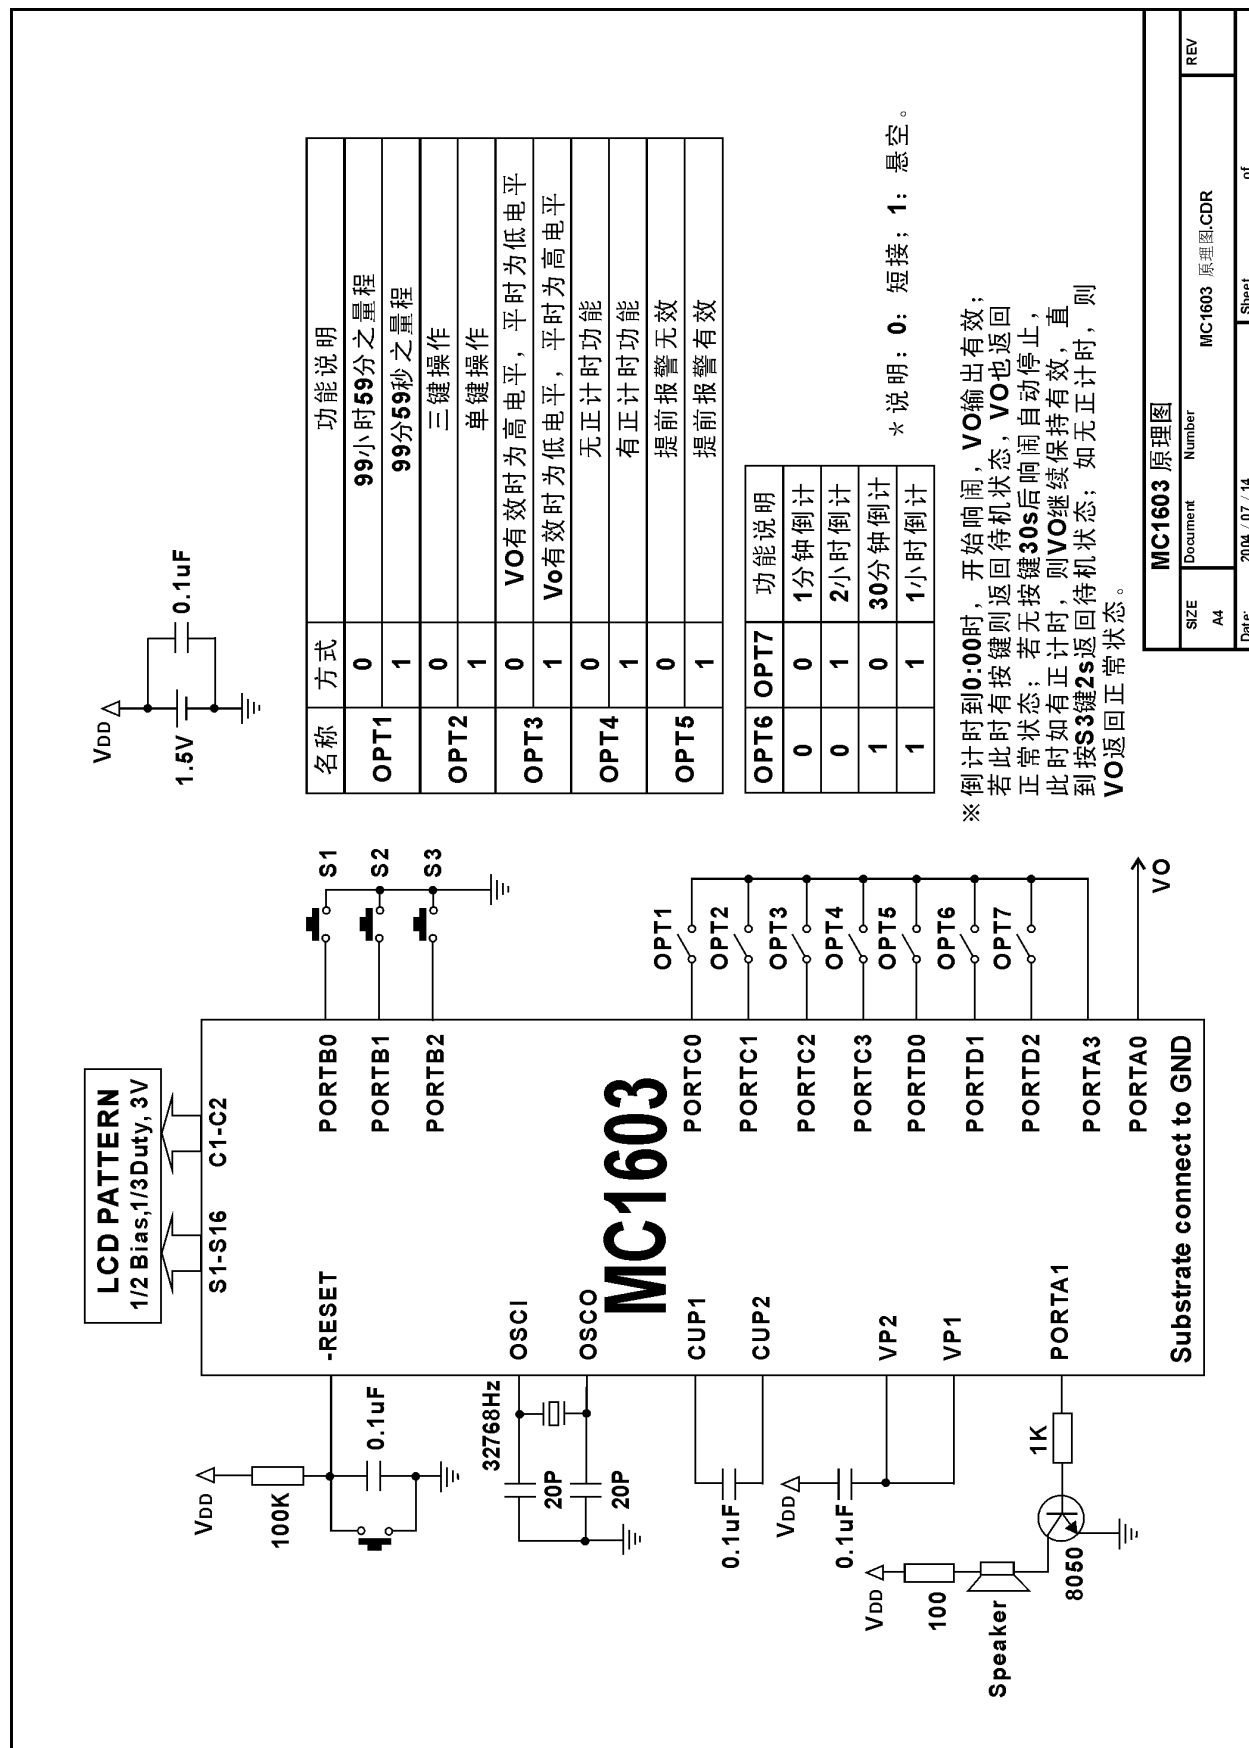 LCD PATTERN
1/2 Bias,1/3Duty, 3V
S1-S16
C1-C2
VDD
1.5V
0.1uF
VDD
100K
0.1uF
-RESET
32768Hz
20P
20P
OSCI
OSCO
MC1603
CUP1
CUP2
0.1uF
VDD
0.1uF
VP2
VP1
VDD
100
Speaker
8050
1K
PORTA1
Substrate connect to GND
PORTB0
PORTB1
PORTB2
S1
S2
S3
PORTC0
PORTC1
PORTC2
PORTC3
PORTD0
PORTD1
PORTD2
PORTA3
PORTA0
OPT1
OPT2
OPT3
OPT4
OPT5
OPT6
OPT7
VO
名称 方式 功能说明
OPT1 0 99小时59分之量程
1 99分59秒之量程
OPT2 0 三键操作
1 单键操作
OPT3 0 VO有效时为高电平，平时为低电平
1 Vo有效时为低电平，平时为高电平
OPT4 0 无正计时功能
1 有正计时功能
OPT5 0 提前报警无效
1 提前报警有效
OPT6 OPT7 功能说明
0 0 1分钟倒计
0 1 2小时倒计
1 0 30分钟倒计
1 1 1小时倒计
*说明：0：短接；1：悬空。
※倒计时到0:00时，开始响闹，VO输出有效；
若此时有按键则返回待机状态，VO也返回
正常状态；若无按键30s后响闹自动停止，
此时如有正计时，则VO继续保持有效，直
到按S3键2s返回待机状态；如无正计时，则
VO返回正常状态。
MC1603 原理图
SIZE Document Number REV
A4 MC1603 原理图.CDR
Date: 2004 / 07 / 14 Sheet of